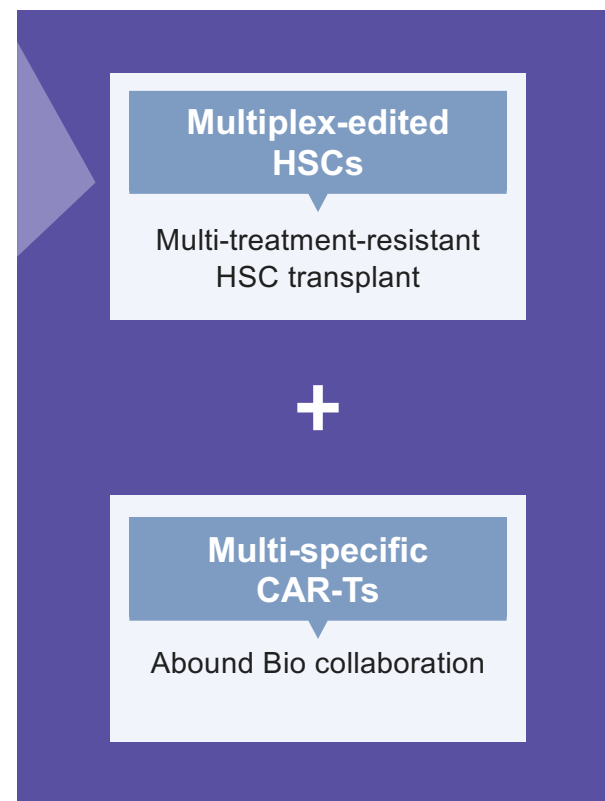 Multiplex-edited
HSCs
Multi-treatment-resistant
HSC transplant
+
Multi-specific
CAR-Ts
Abound Bio collaboration